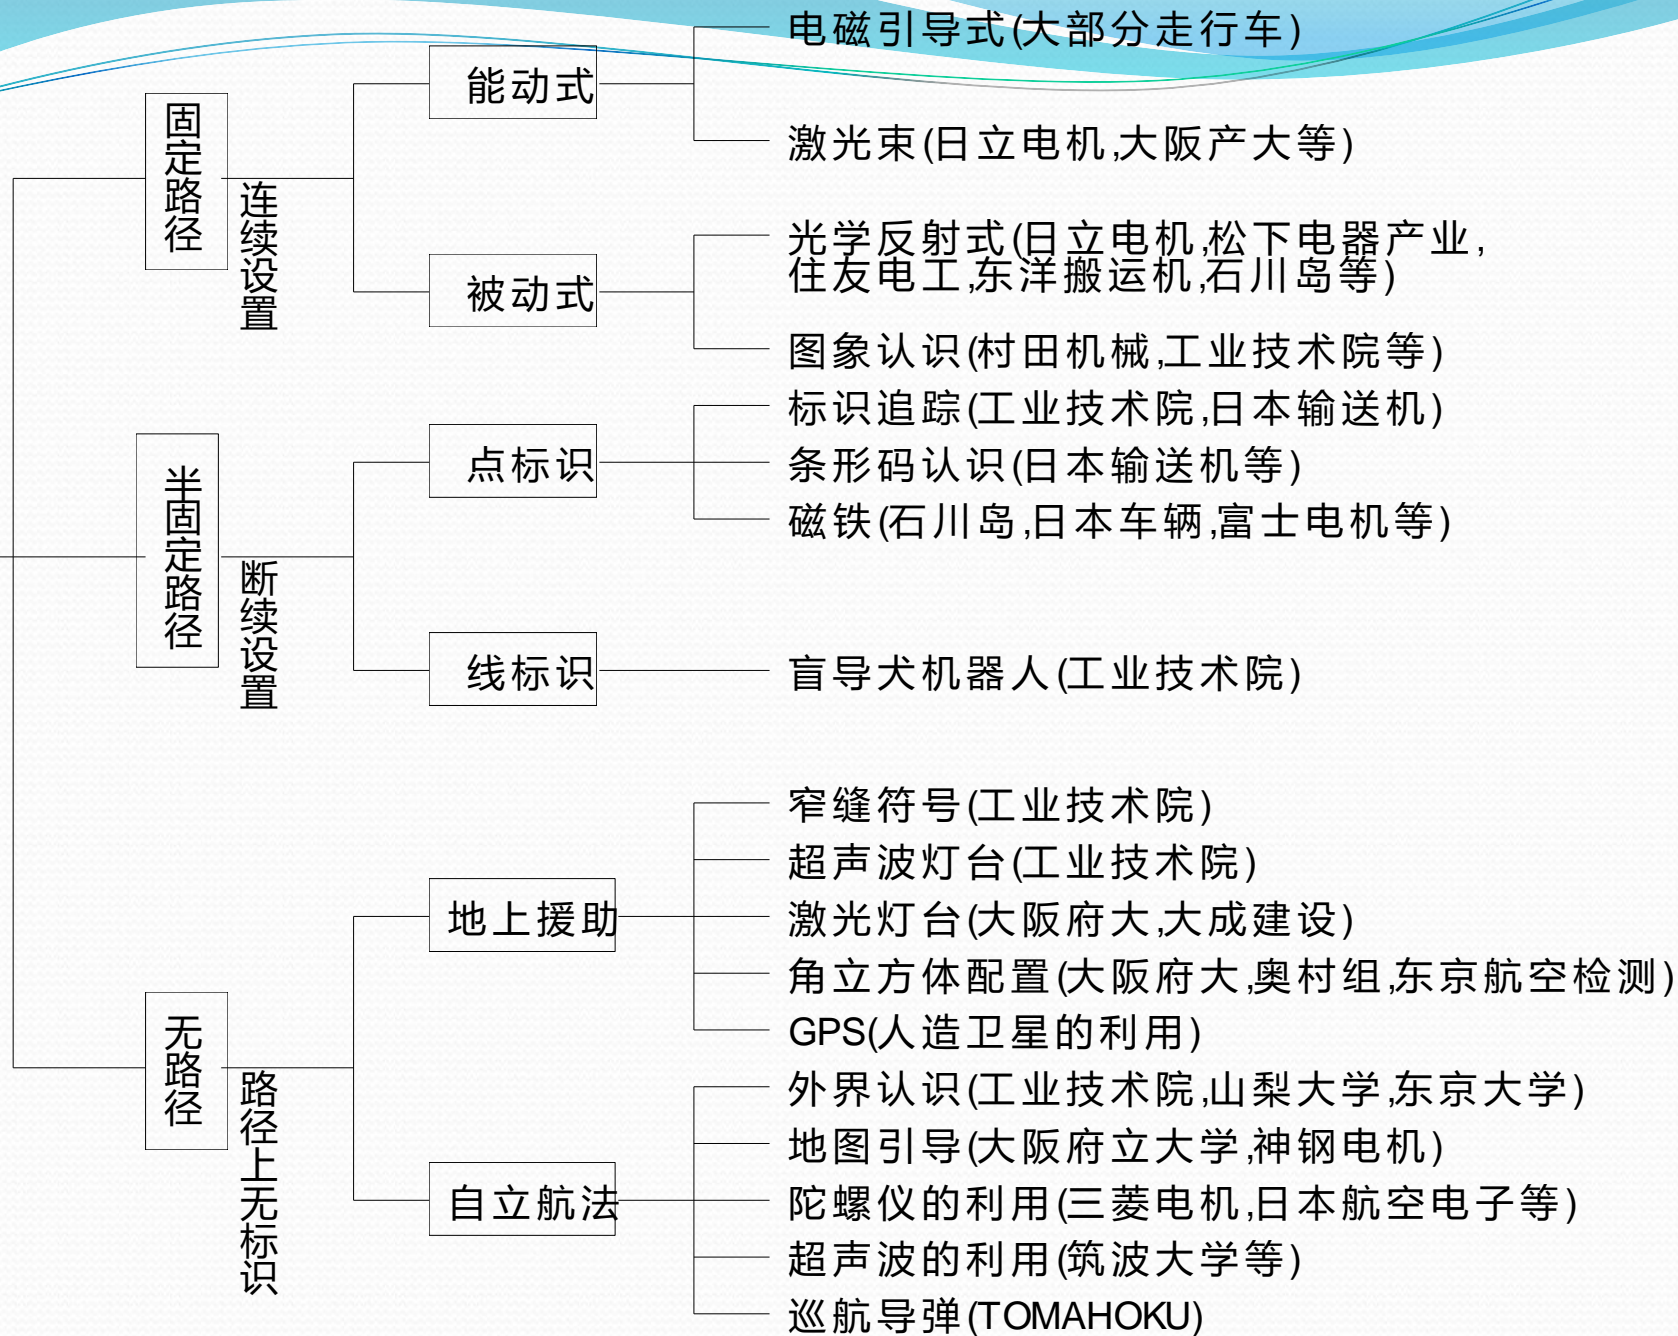 固定路径
连续设置
能动式
电磁引导式(大部分走行车)
激光束(日立电机,大阪产大等)
被动式
光学反射式(日立电机,松下电器产业,
住友电工,东洋搬运机,石川岛等)
图象认识(村田机械,工业技术院等)
半固定路径
断续设置
点标识
标识追踪(工业技术院,日本输送机)
条形码认识(日本输送机等)
磁铁(石川岛,日本车辆,富士电机等)
线标识
盲导犬机器人(工业技术院)
无路径
路径上无标识
地上援助
窄缝符号(工业技术院)
超声波灯台(工业技术院)
激光灯台(大阪府大,大成建设)
角立方体配置(大阪府大,奥村组,东京航空检测)
GPS(人造卫星的利用)
自立航法
外界认识(工业技术院,山梨大学,东京大学)
地图引导(大阪府立大学,神钢电机)
陀螺仪的利用(三菱电机,日本航空电子等)
超声波的利用(筑波大学等)
巡航导弹(TOMAHOKU)